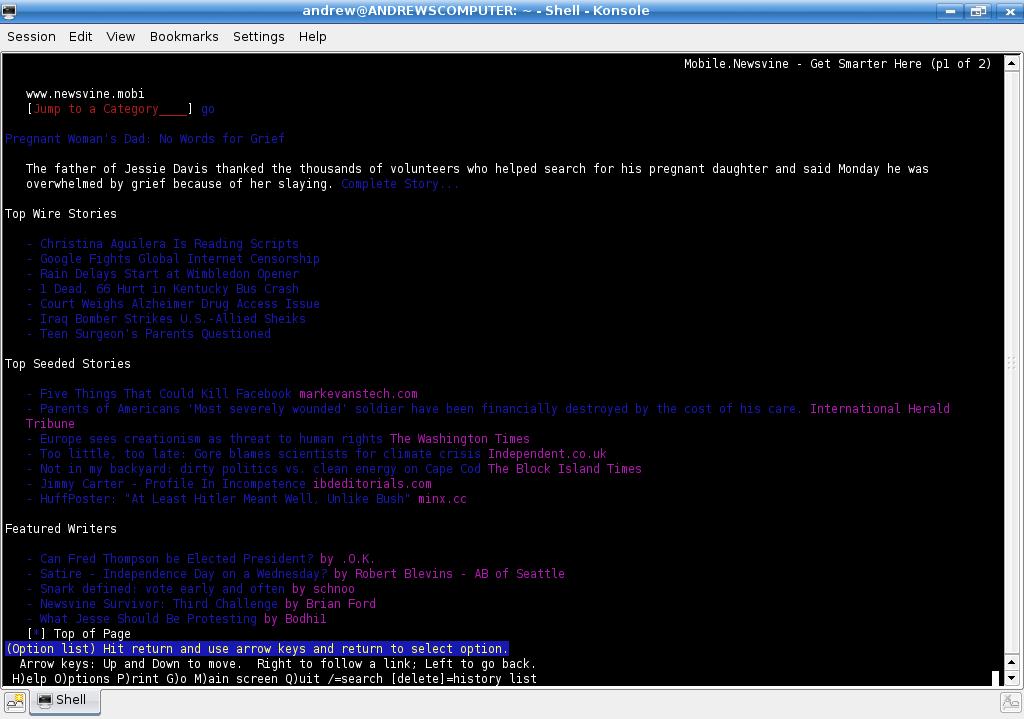 andrew@ANDREWSCOMPUTER: ~ - Shell - Konsole
Session Edit View Bookmarks Settings Help
Mobile.Newsvine - Get Smarter Here (p1 of 2)
www.newsvine.mobi
[Jump to a Category____] go
Pregnant Woman's Dad: No Words for Grief
The father of Jessie Davis thanked the thousands of volunteers who helped search for his pregnant daughter and said Monday he was
overwhelmed by grief because of her slaying. Complete Story...
Top Wire Stories
- Christina Aguilera Is Reading Scripts
- Google Fights Global Internet Censorship
- Rain Delays Start at Wimbledon Opener
- 1 Dead, 66 Hurt in Kentucky Bus Crash
- Court Weighs Alzheimer Drug Access Issue
- Iraq Bomber Strikes U.S.-Allied Sheiks
- Teen Surgeon's Parents Questioned
Top Seeded Stories
- Five Things That Could Kill Facebook markevanstech.com
- Parents of Americans 'Most severely wounded' soldier have been financially destroyed by the cost of his care. International Herald
Tribune
- Europe sees creationism as threat to human rights The Washington Times
- Too little, too late: Gore blames scientists for climate crisis Independent.co.uk
- Not in my backyard: dirty politics vs. clean energy on Cape Cod The Block Island Times
- Jimmy Carter - Profile In Incompetence ibdeditorials.com
- HuffPoster: "At Least Hitler Meant Well, Unlike Bush" minx.cc
Featured Writers
- Can Fred Thompson be Elected President? by .O.K.
- Satire - Independence Day on a Wednesday? by Robert Blevins - AB of Seattle
- Snark defined: vote early and often by schnoo
- Newsvine Survivor: Third Challenge by Brian Ford
- What Jesse Should Be Protesting by Bodhi1
[*] Top of Page
(Option list) Hit return and use arrow keys and return to select option.
Arrow keys: Up and Down to move. Right to follow a link; Left to go back.
H)elp O)ptions P)rint G)o M)ain screen Q)uit /=search [delete]=history list
Shell